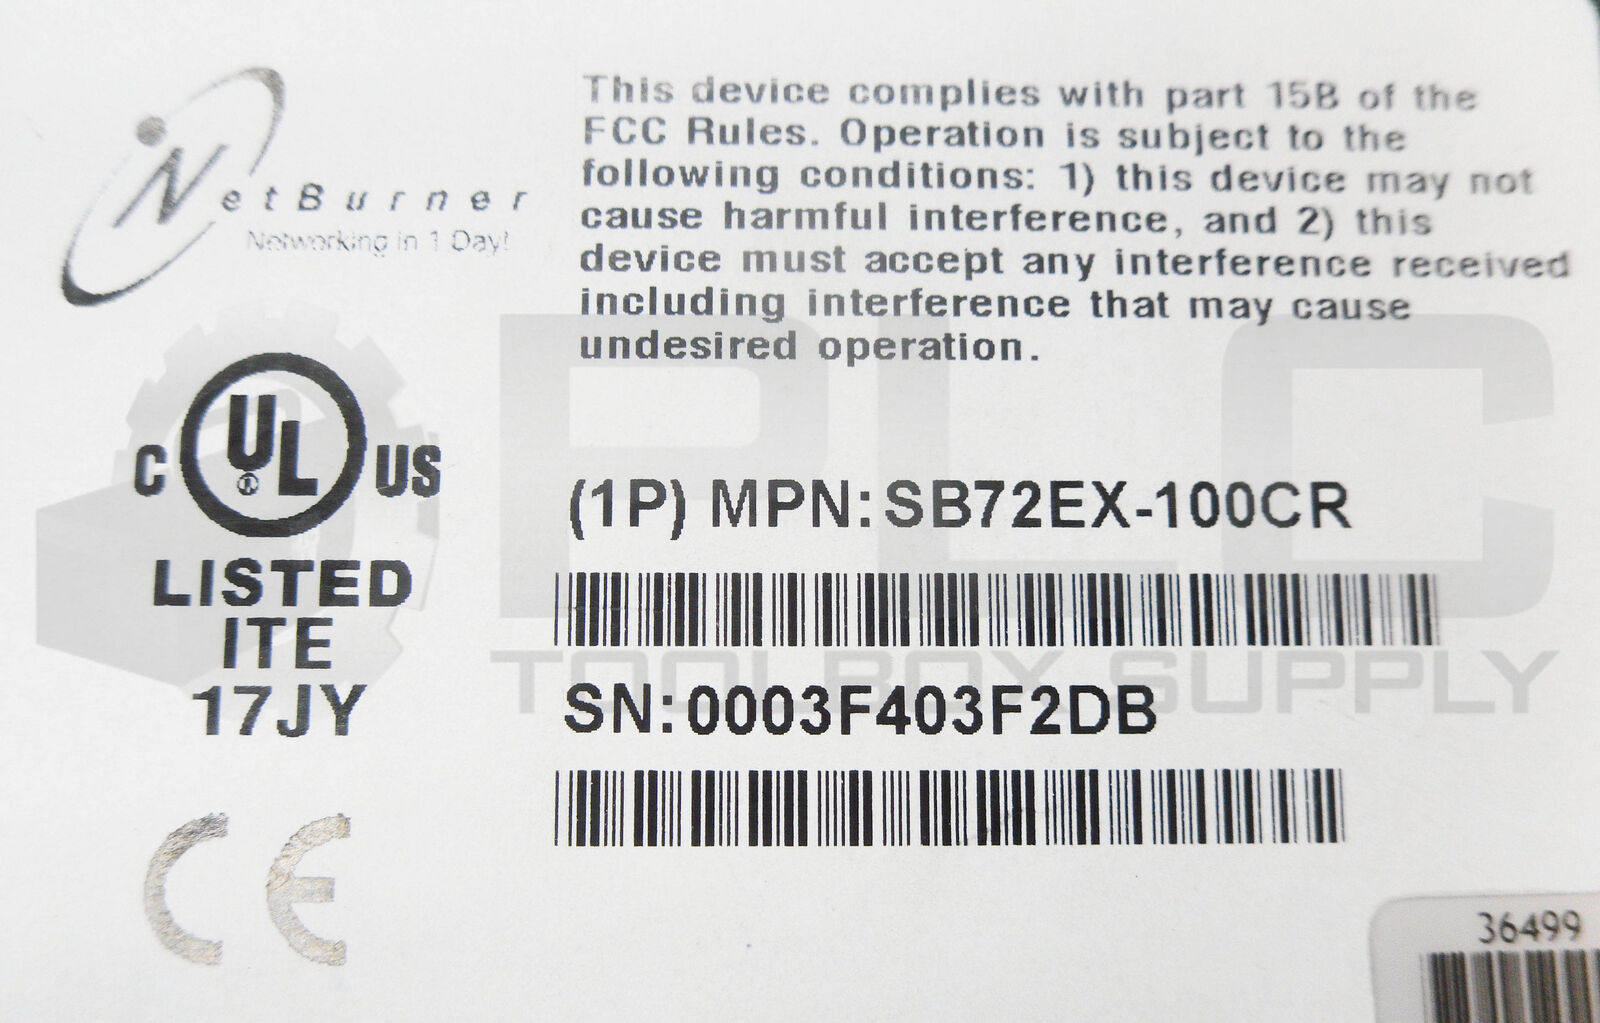 NetBurner
Networking in 1 Day!
This device complies with part 15B of the
FCC Rules. Operation is subject to the
following conditions: 1) this device may not
cause harmful interference, and 2) this
device must accept any interference received
including interference that may cause
undesired operation.
C UL ® US
LISTED
ITE
17JY
CE
(1P) MPN: SB72EX-100CR
SN: 0003F403F2DB
PLC
TOOLBOX SUPPLY
36499